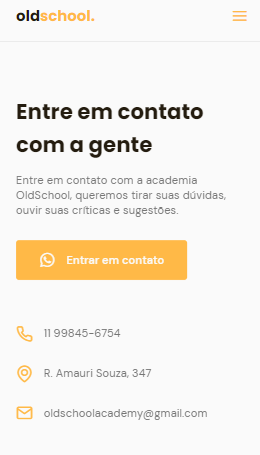 oldschool.
Entre em contato
com a gente
Entre em contato com a academia
OldSchool, queremos tirar suas dúvidas,
ouvir suas críticas e sugestões.
Entrar em contato
11 99845-6754
R. Amauri Souza, 347
oldschoolacademy@gmail.com